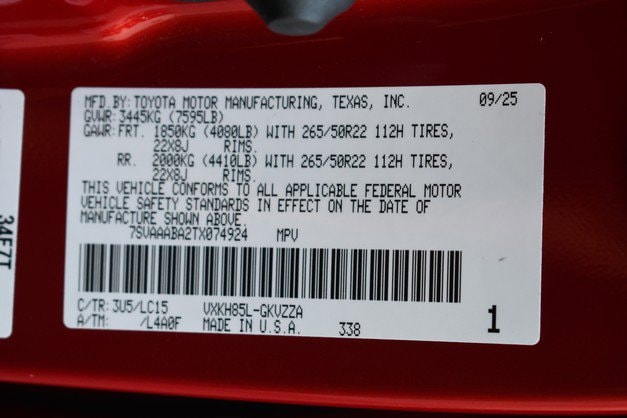 MFD.BY:TOYOTA MOTOR MANUFACTURING, TEXAS, INC. 09/25
GVWR:3445KG (7595LB)
GAWR:FRT. 1850KG (4080LB) WITH 265/50R22 112H TIRES,
22X8J RIMS.
RR. 2000KG (4410LB) WITH 265/50R22 112H TIRES,
22X8J RIMS.
THIS VEHICLE CONFORMS TO ALL APPLICABLE FEDERAL MOTOR
VEHICLE SAFETY STANDARDS IN EFFECT ON THE DATE OF
MANUFACTURE SHOWN ABOVE.
7SVAAABA2TX074924 MPV
C/TR:3U5/LC15 VXKH85L-GKVZZA
A/TM: /L4A0F MADE IN U.S.A. 338 1
34F7T